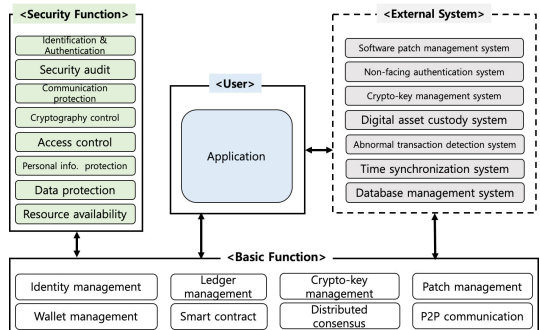 <Security Function>
Identification &
Authentication
Security audit
Communication
protection
Cryptography control
Access control
Personal info. protection
Data protection
Resource availability
<User>
Application
<External System>
Software patch management system
Non-facing authentication system
Crypto-key management system
Digital asset custody system
Abnormal transaction detection system
Time synchronization system
Database management system
<Basic Function>
Identity management
Ledger
management
Crypto-key
management
Patch management
Wallet management
Smart contract
Distributed
consensus
P2P communication